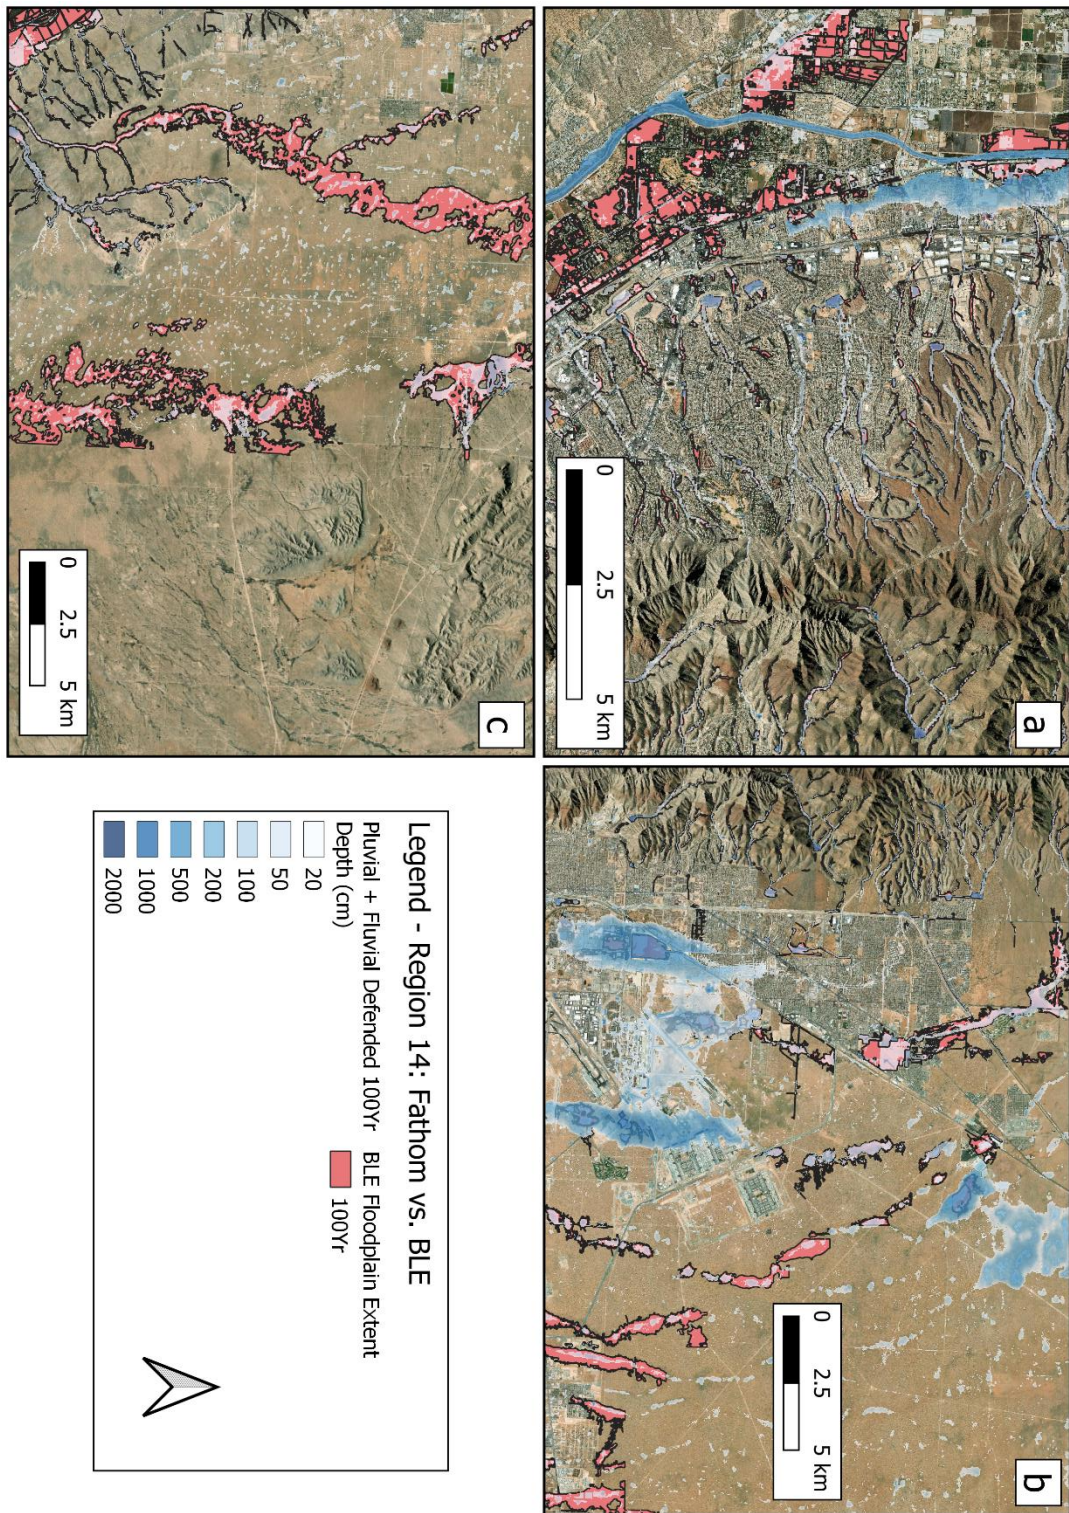 a
0 2.5 5 km
b
0 2.5 5 km
c
0 2.5 5 km
Legend - Region 14: Fathom vs. BLE
Pluvial + Fluvial Defended 100Yr
Depth (cm)
20
50
100
200
500
1000
2000
BLE Floodplain Extent
100Yr